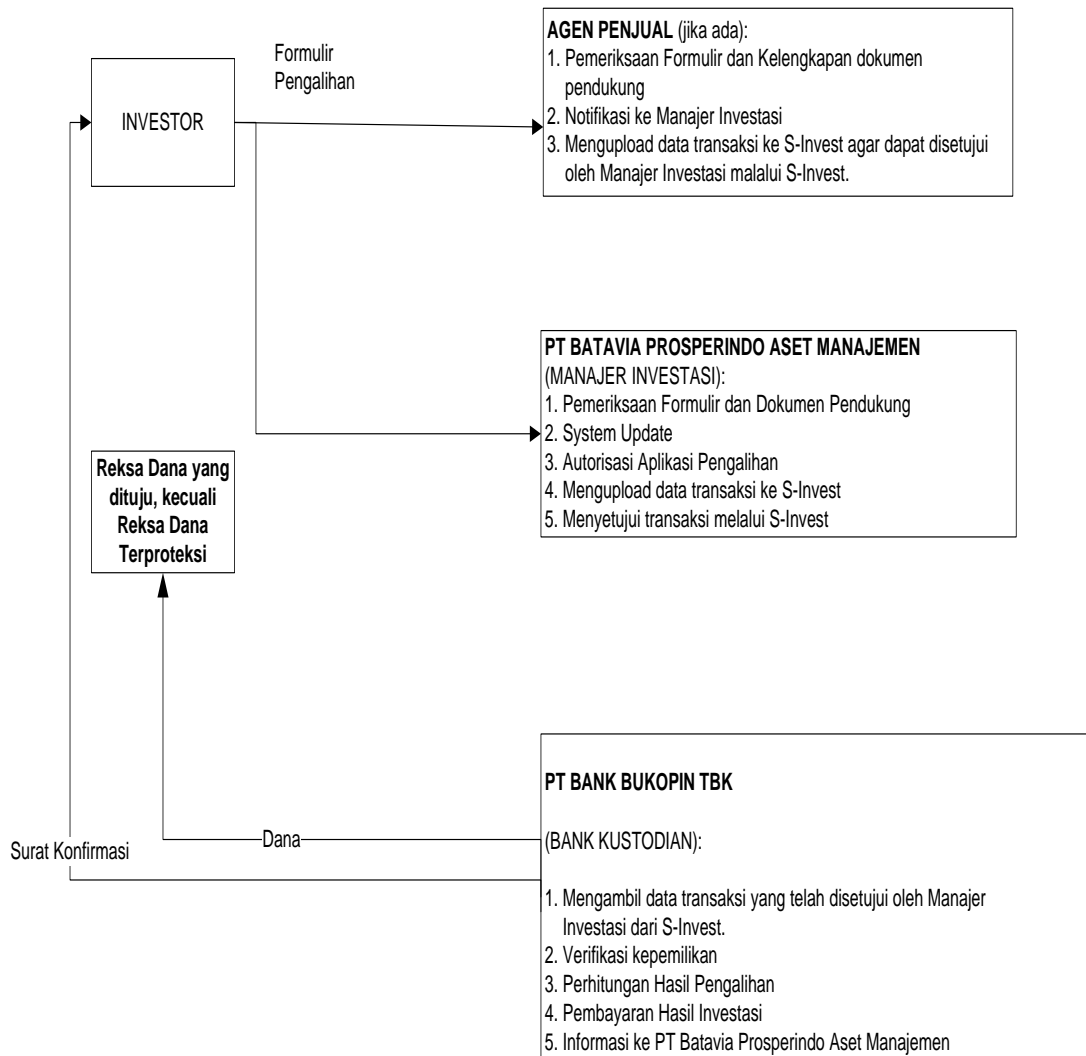 Formulir
Pengalihan
INVESTOR
AGEN PENJUAL (jika ada):
1. Pemeriksaan Formulir dan Kelengkapan dokumen
pendukung
2. Notifikasi ke Manajer Investasi
3. Mengupload data transaksi ke S-Invest agar dapat disetujui
oleh Manajer Investasi malalui S-Invest.
PT BATAVIA PROSPERINDO ASET MANAJEMEN
(MANAJER INVESTASI):
1. Pemeriksaan Formulir dan Dokumen Pendukung
2. System Update
3. Autorisasi Aplikasi Pengalihan
4. Mengupload data transaksi ke S-Invest
5. Menyetujui transaksi melalui S-Invest
Reksa Dana yang
dituju, kecuali
Reksa Dana
Terproteksi
Surat Konfirmasi
Dana
PT BANK BUKOPIN TBK
(BANK KUSTODIAN):
1. Mengambil data transaksi yang telah disetujui oleh Manajer
Investasi dari S-Invest.
2. Verifikasi kepemilikan
3. Perhitungan Hasil Pengalihan
4. Pembayaran Hasil Investasi
5. Informasi ke PT Batavia Prosperindo Aset Manajemen